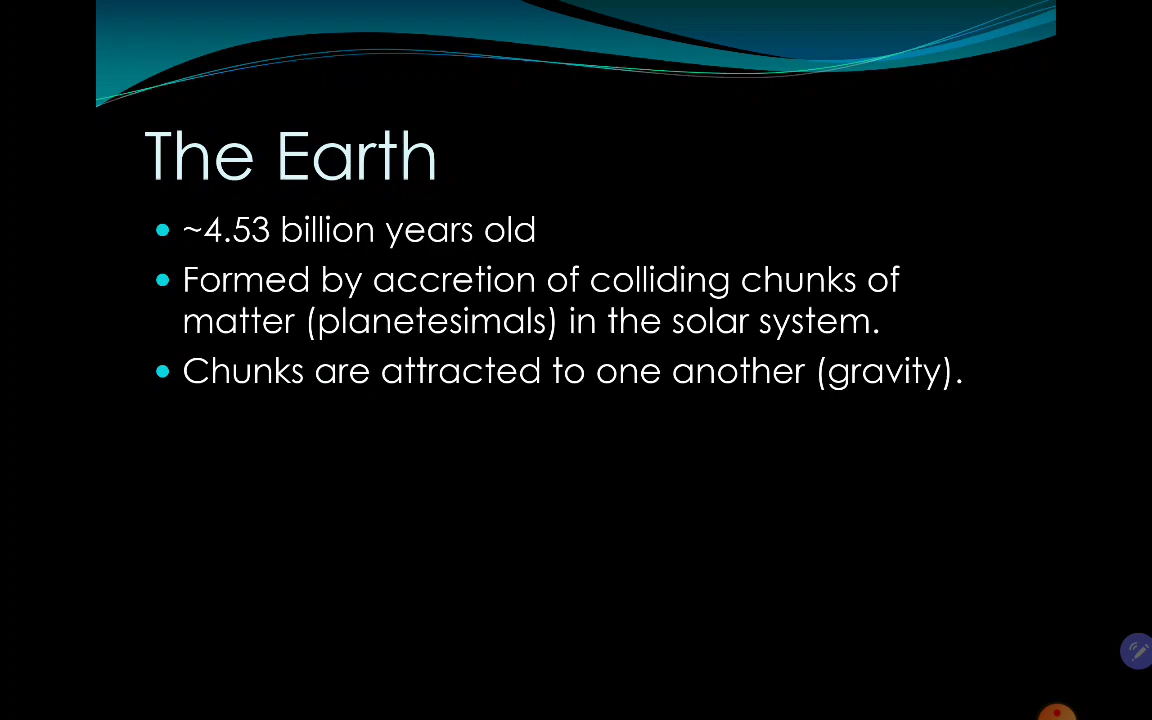 The Earth
~4.53 billion years old
Formed by accretion of colliding chunks of
matter (planetesimals) in the solar system.
Chunks are attracted to one another (gravity).